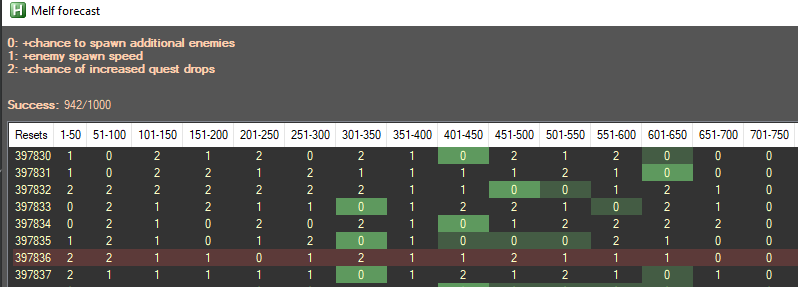 Melf forecast
0: +chance to spawn additional enemies
1: +enemy spawn speed
2: +chance of increased quest drops
Success: 942/1000
Resets 1-50 51-100 101-150 151-200 201-250 251-300 301-350 351-400 401-450 451-500 501-550 551-600 601-650 651-700 701-750
397830 1 0 2 1 2 0 2 1 0 2 1 2 0 0 0
397831 1 0 2 2 1 2 1 1 1 1 2 1 0 0 0
397832 2 2 2 2 2 2 2 1 1 0 0 1 2 1 0
397833 0 2 1 2 1 1 0 1 2 2 1 0 2 1 0
397834 0 2 1 0 2 0 2 1 0 1 2 2 2 2 0
397835 1 2 1 0 1 2 0 1 0 0 0 2 1 0 0
397836 2 2 1 1 0 1 2 1 1 2 1 1 1 0 0
397837 2 1 1 1 1 1 0 1 2 1 2 1 0 1 0